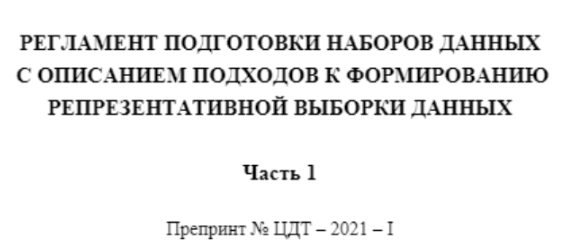 РЕГЛАМЕНТ ПОДГОТОВКИ НАБОРОВ ДАННЫХ
С ОПИСАНИЕМ ПОДХОДОВ К ФОРМИРОВАНИЮ
РЕПРЕЗЕНТАТИВНОЙ ВЫБОРКИ ДАННЫХ
Часть 1
Препринт № ЦДТ – 2021 – I